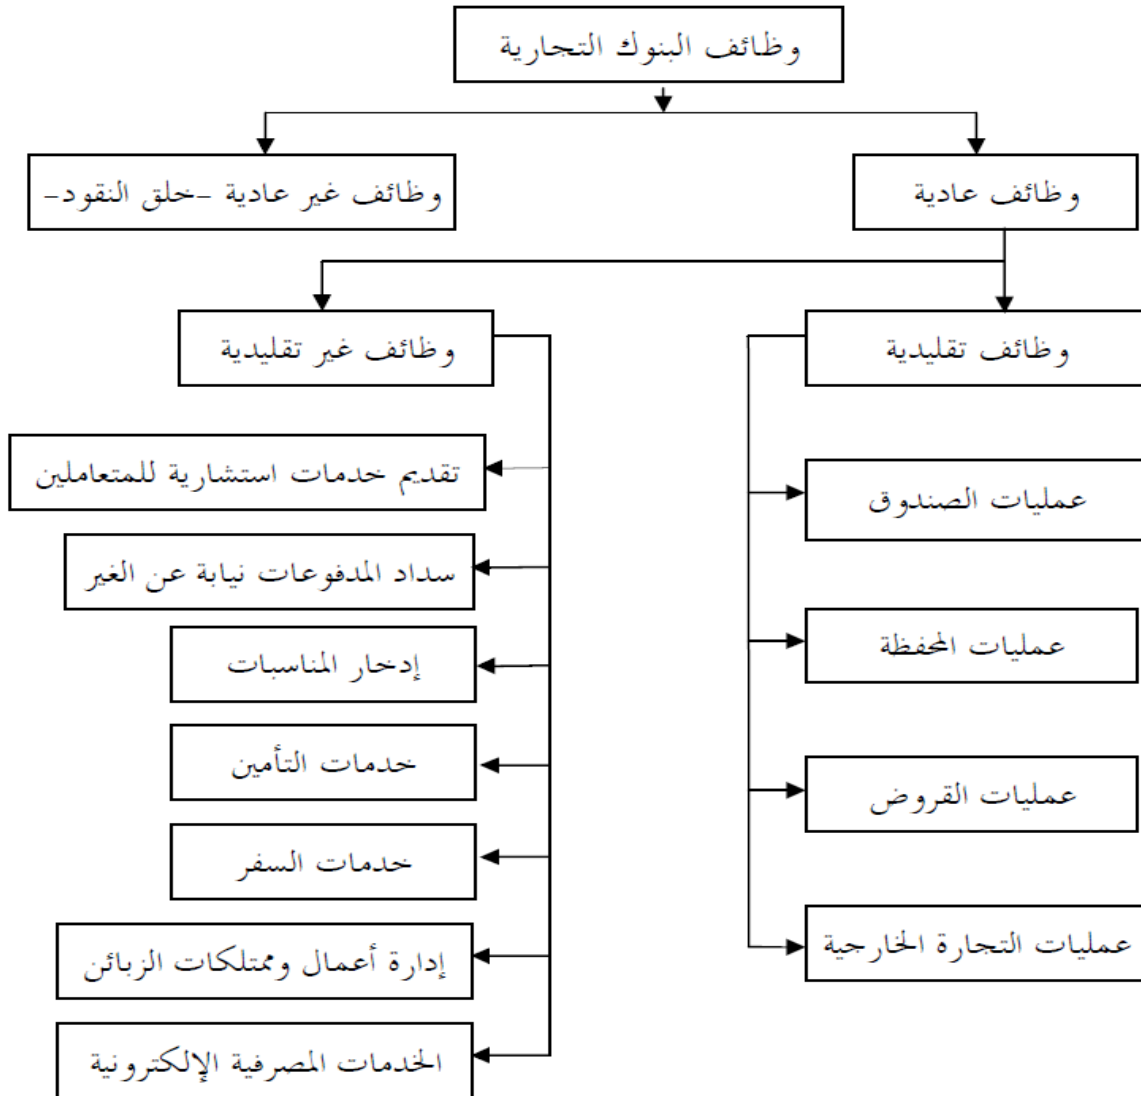 وظائف البنوك التجارية
وظائف عادية
وظائف غير عادية -خلق النقود-
وظائف تقليدية
عمليات الصندوق
عمليات المحفظة
عمليات القروض
عمليات التجارة الخارجية
وظائف غير تقليدية
تقديم خدمات استشارية للمتعاملين
سداد المدفوعات نيابة عن الغير
إدخار المناسبات
خدمات التأمين
خدمات السفر
إدارة أعمال وممتلكات الزبائن
الخدمات المصرفية الإلكترونية